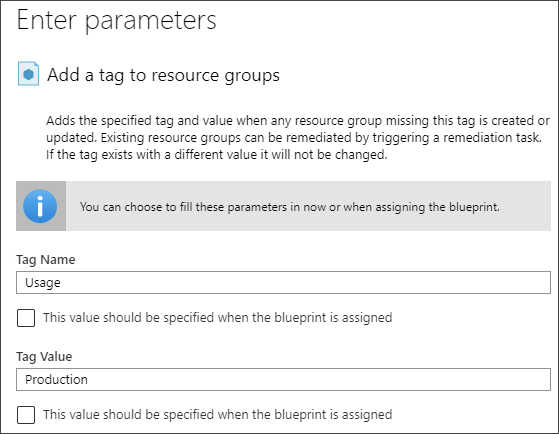 Enter parameters
Add a tag to resource groups
Adds the specified tag and value when any resource group missing this tag is created or
updated. Existing resource groups can be remediated by triggering a remediation task.
If the tag exists with a different value it will not be changed.
You can choose to fill these parameters in now or when assigning the blueprint.
Tag Name
Usage
This value should be specified when the blueprint is assigned
Tag Value
Production
This value should be specified when the blueprint is assigned